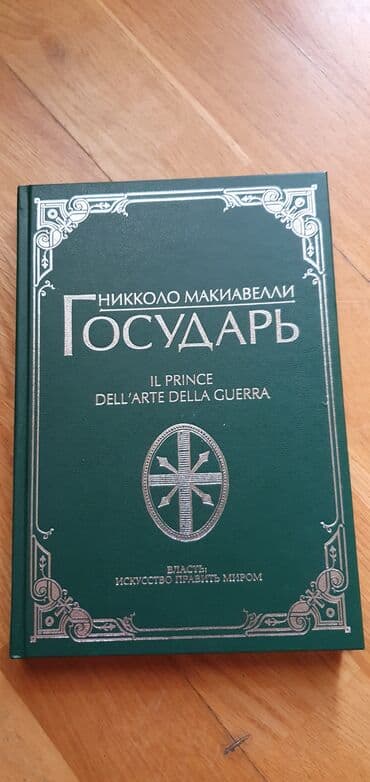 НИККОЛО МАКИАВЕЛЛИ
ГОСУДАРЬ
IL PRINCE
DELL'ARTE DELLA GUERRA
ВЛАСТЬ:
ИСКУССТВО ПРАВИТЬ МИРОМ